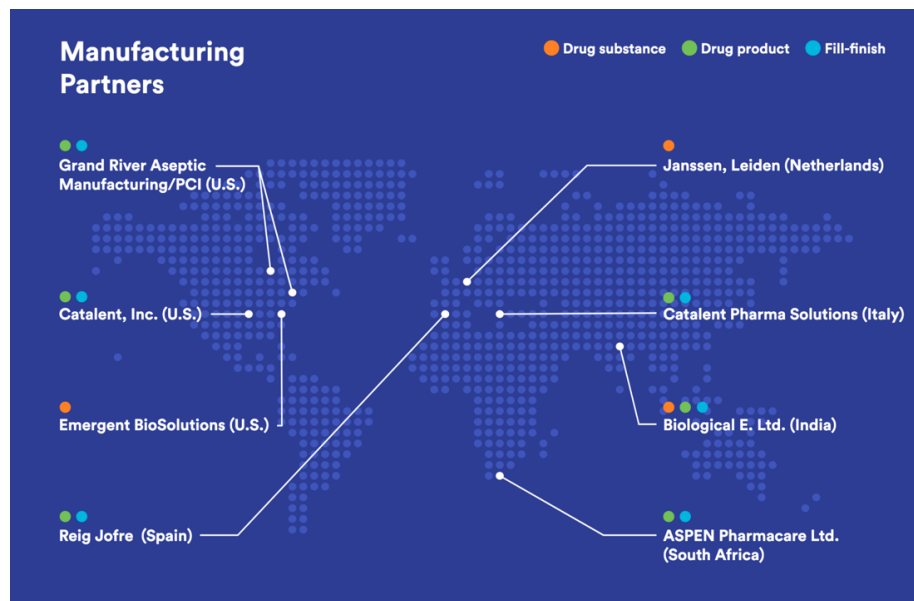 Manufacturing
Partners
Drug substance
Drug product
Fill-finish
Grand River Aseptic
Manufacturing/PCI (U.S.)
Janssen, Leiden (Netherlands)
Catalent, Inc. (U.S.)
Catalent Pharma Solutions (Italy)
Emergent BioSolutions (U.S.)
Biological E. Ltd. (India)
Reig Jofre (Spain)
ASPEN Pharmacare Ltd.
(South Africa)